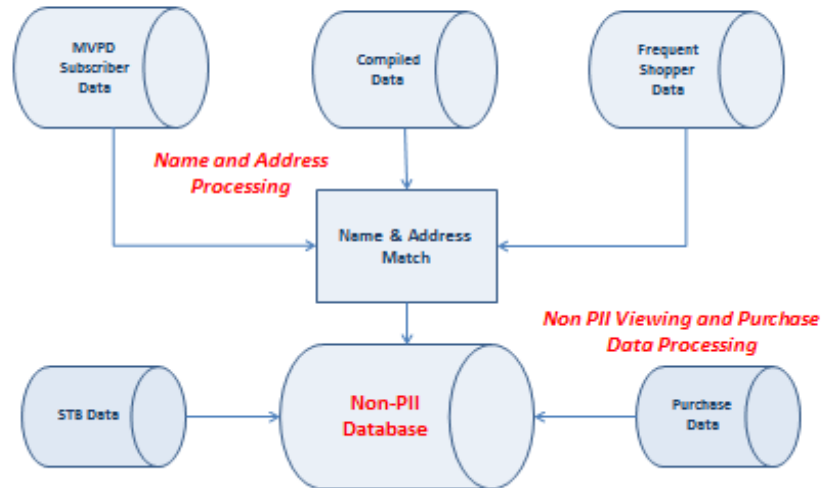 MVPD
Subscriber
Data
Compiled
Data
Frequent
Shopper
Data
Name and Address
Processing
Name & Address
Match
Non PII Viewing and Purchase
Data Processing
STB Data
Non-PII
Database
Purchase
Data